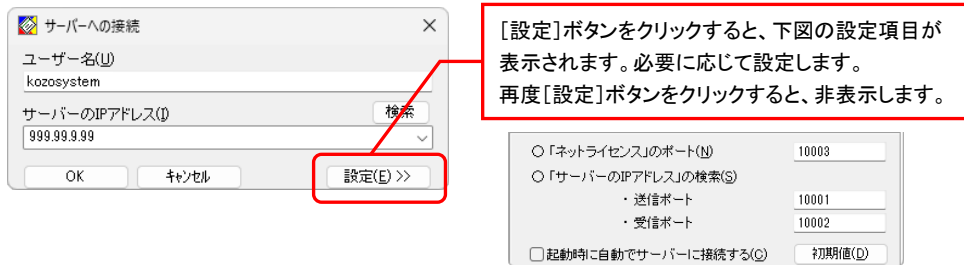 サーバーへの接続
ユーザー名(U)
kozosystem
サーバーのIPアドレス(I)
検索
999.99.9.99
OK
キャンセル
設定(E) >>
[設定]ボタンをクリックすると、下図の設定項目が
表示されます。必要に応じて設定します。
再度[設定]ボタンをクリックすると、非表示します。
○「ネットライセンス」のポート(N)
10003
○「サーバーのIPアドレス」の検索(S)
・送信ポート
10001
・受信ポート
10002
起動時に自動でサーバーに接続する(C)
初期値(D)